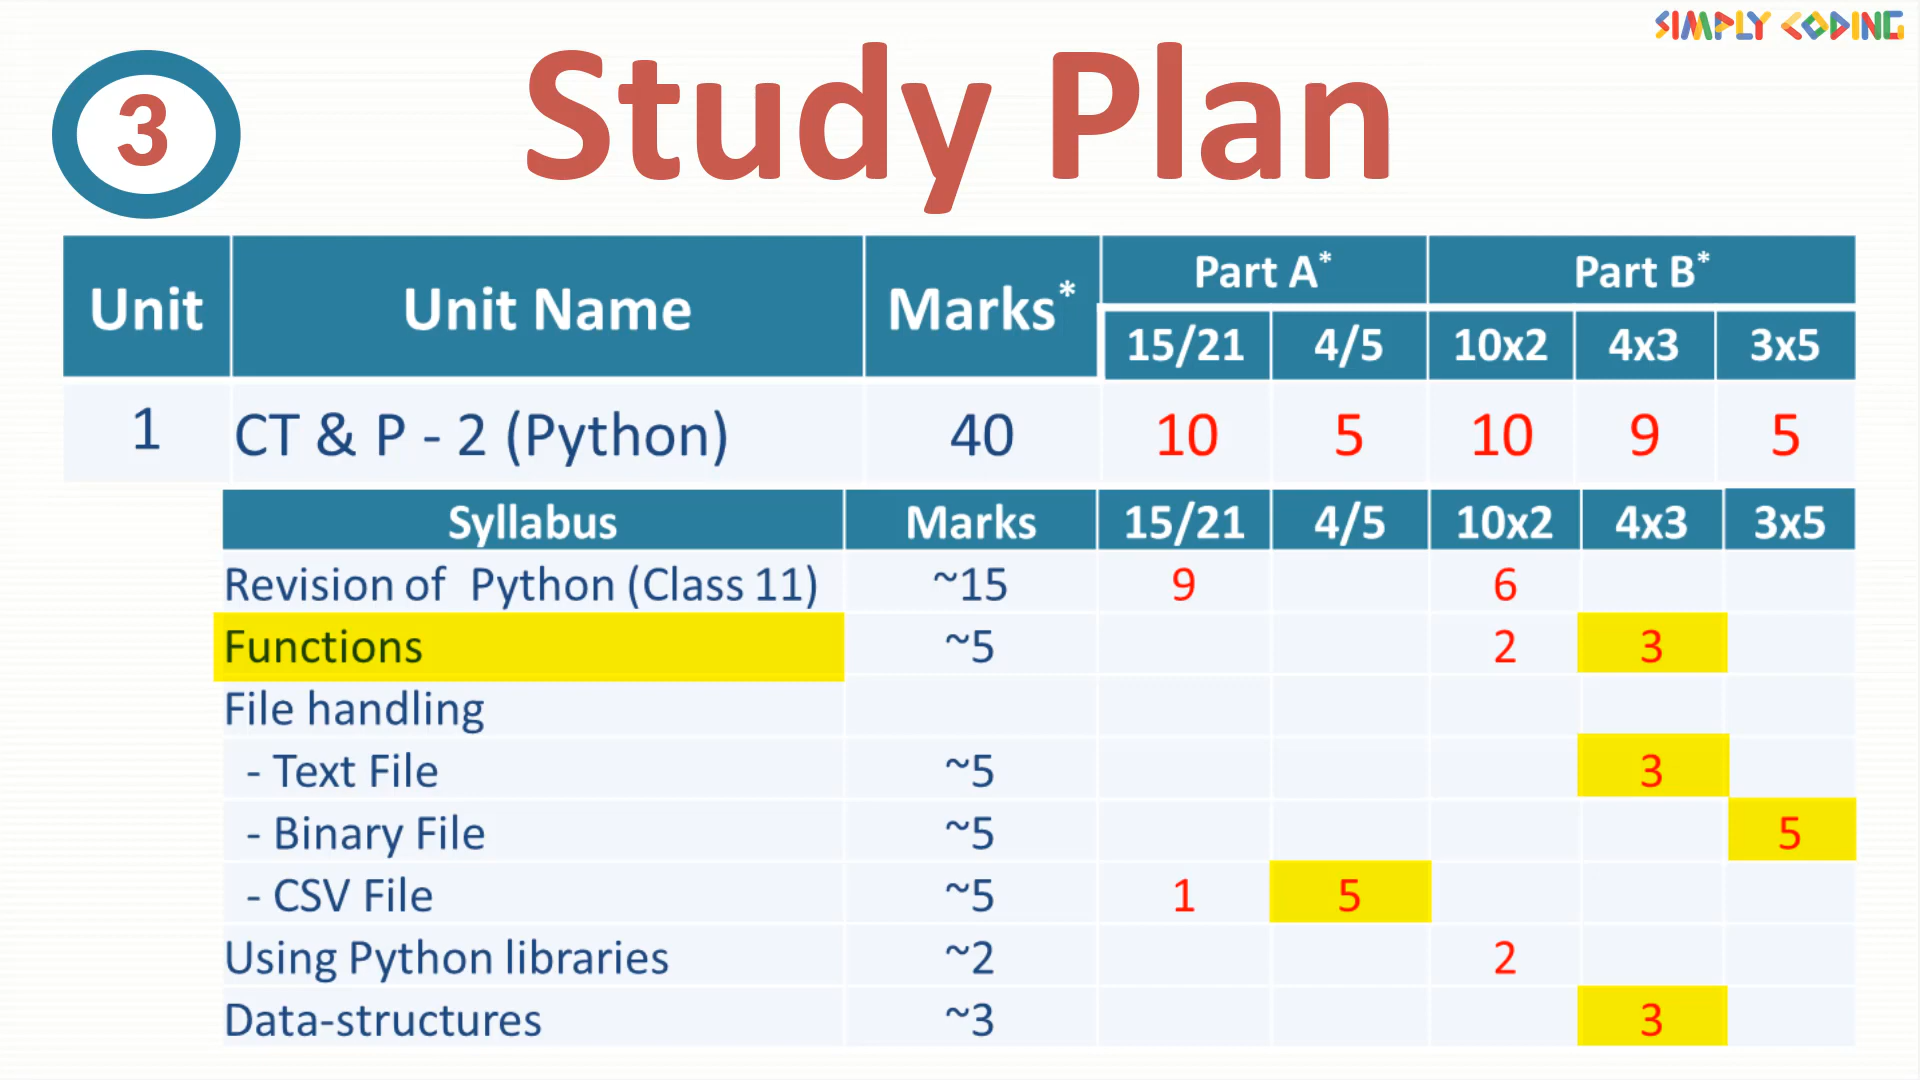 SIMPLY CODING
3
Study Plan
Unit Unit Name Marks* Part A* Part B*
15/21 4/5 10x2 4x3 3x5
1 CT & P - 2 (Python) 40 10 5 10 9 5
Syllabus Marks 15/21 4/5 10x2 4x3 3x5
Revision of Python (Class 11) ~15 9 6
Functions ~5 2 3
File handling
- Text File ~5 3
- Binary File ~5 5
- CSV File ~5 1 5
Using Python libraries ~2 2
Data-structures ~3 3